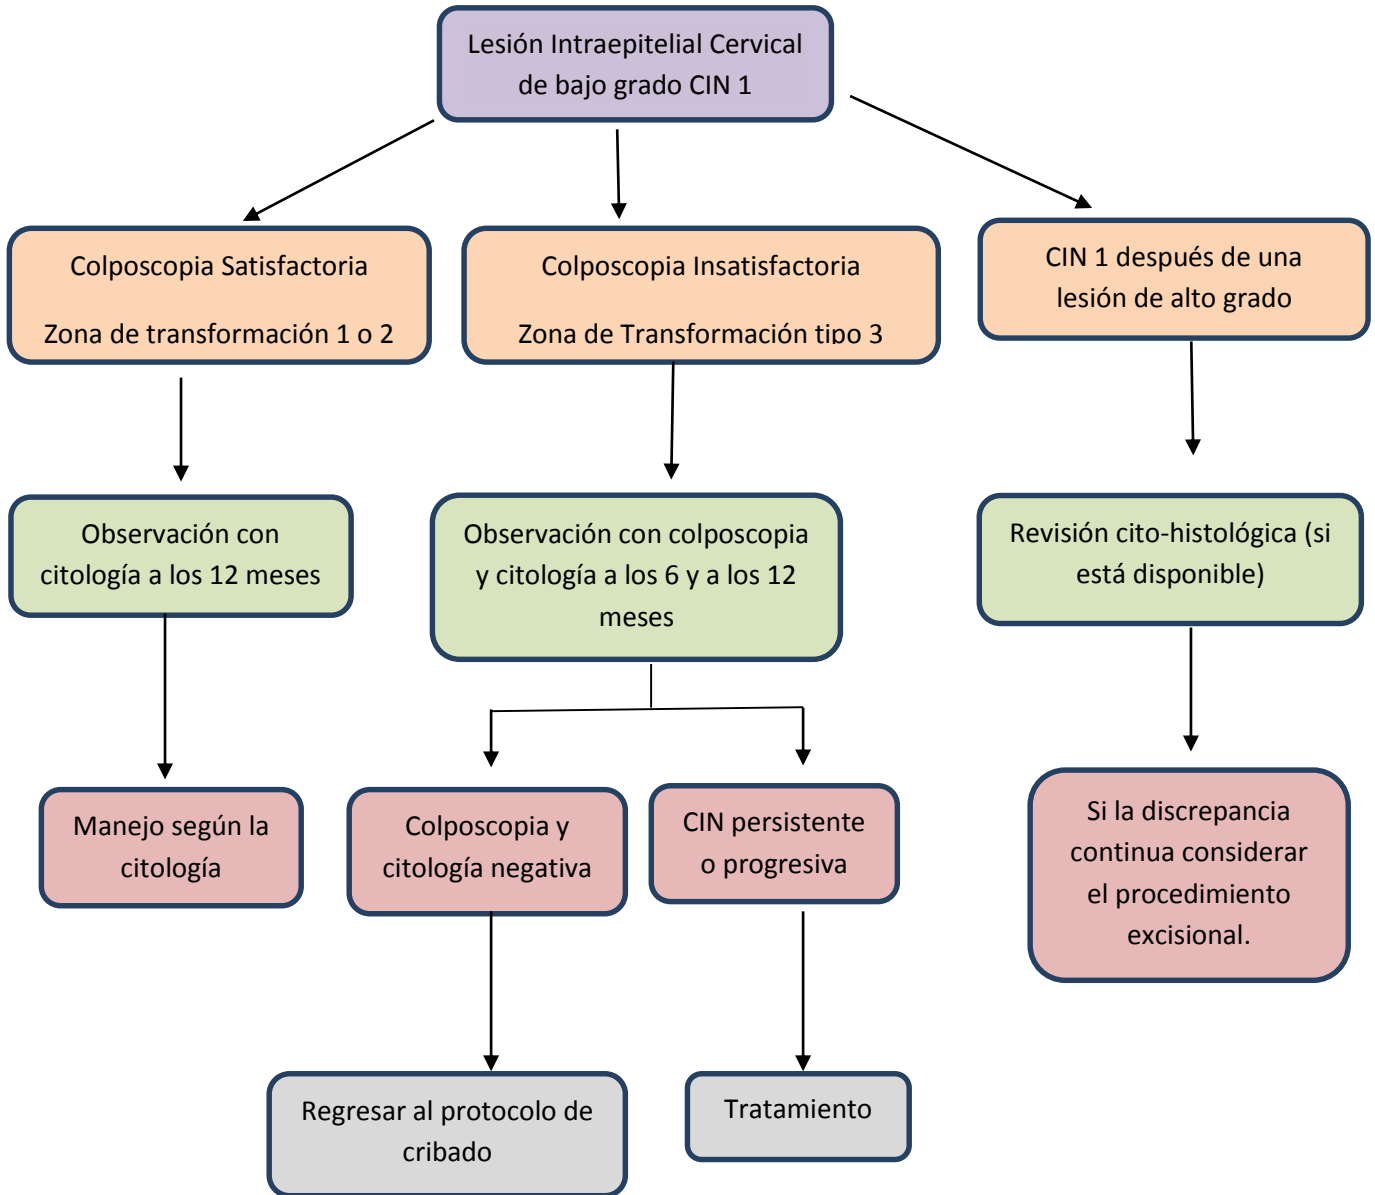 Lesión Intraepitelial Cervical
de bajo grado CIN 1
Colposcopia Satisfactoria
Zona de transformación 1 o 2
Colposcopia Insatisfactoria
Zona de Transformación tipo 3
CIN 1 después de una
lesión de alto grado
Observación con
citología a los 12 meses
Observación con colposcopia
y citología a los 6 y a los 12
meses
Revisión cito-histológica (si
está disponible)
Manejo según la
citología
Colposcopia y
citología negativa
CIN persistente
o progresiva
Si la discrepancia
continua considerar
el procedimiento
excisional.
Regresar al protocolo de
cribado
Tratamiento